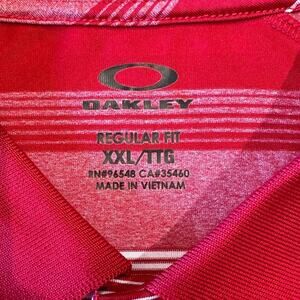 OAKLEY
REGULAR FIT
XXL/TTG
RN#96548 CA#35460
MADE IN VIETNAM